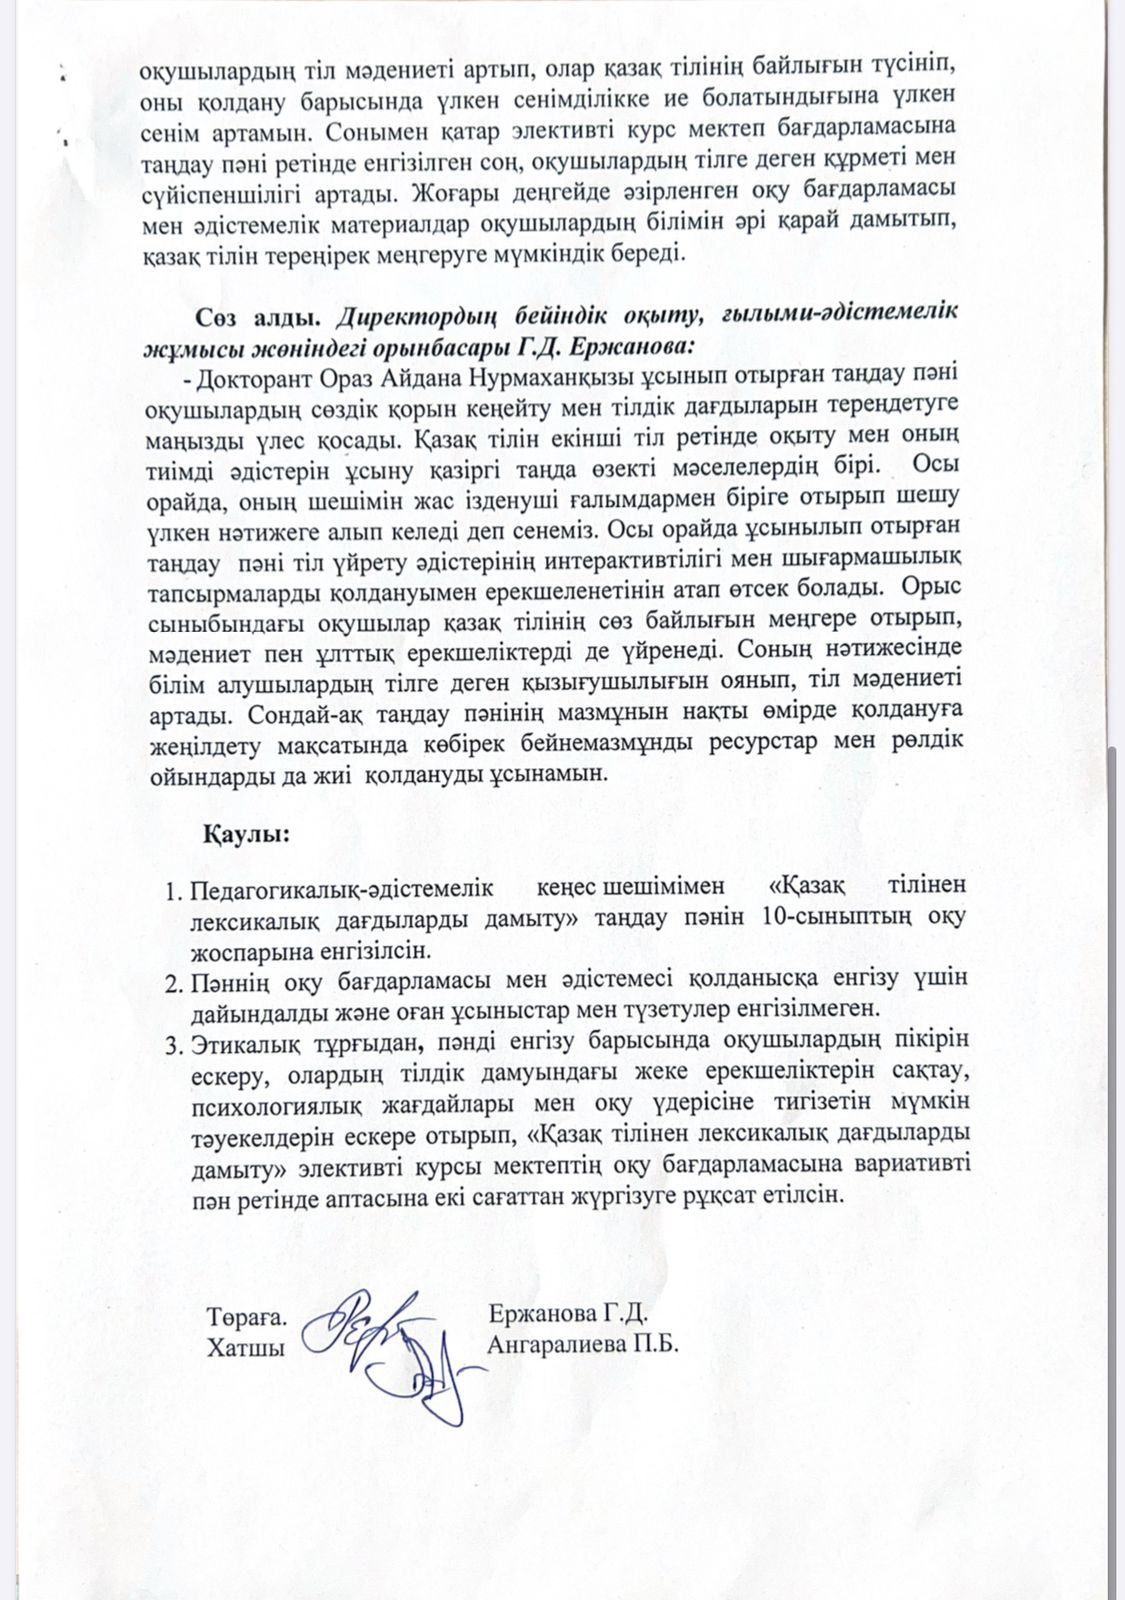 оқушылардың тіл мәдениеті артып, олар қазақ тілінің байлығын түсініп,
оны қолдану барысында үлкен сенімділікке ие болатындығына үлкен
сенім артамын. Сонымен қатар элективті курс мектеп бағдарламасына
таңдау пәні ретінде енгізілген соң, оқушылардың тілге деген құрметі мен
сүйіспеншілігі артады. Жоғары деңгейде әзірленген оқу бағдарламасы
мен әдістемелік материалдар оқушылардың білімін әрі қарай дамытып,
қазақ тілін тереңірек меңгеруге мүмкіндік береді.
Сөз алды. Директордың бейіндік оқыту, ғылыми-әдістемелік
жұмысы жөніндегі орынбасары Г.Д. Ержанова:
- Докторант Ораз Айдана Нурмаханқызы ұсынып отырған таңдау пәні
оқушылардың сөздік қорын кеңейту мен тілдік дағдыларын тереңдетуге
маңызды үлес қосады. Қазақ тілін екінші тіл ретінде оқыту мен оның
тиімді әдістерін ұсыну қазіргі таңда өзекті мәселелердің бірі. Осы
орайда, оның шешімін жас ізденуші ғалымдармен біріге отырып шешу
үлкен нәтижеге алып келеді деп сенеміз. Осы орайда ұсынылып отырған
таңдау пәні тіл үйрету әдістерінің интерактивтілігі мен шығармашылық
тапсырмаларды қолдануымен ерекшеленетінін атап өтсек болады. Орыс
сыныбындағы оқушылар қазақ тілінің сөз байлығын меңгере отырып,
мәдениет пен ұлттық ерекшеліктерді де үйренеді. Соның нәтижесінде
білім алушылардың тілге деген қызығушылығын оянып, тіл мәдениеті
артады. Сондай-ақ таңдау пәнінің мазмұнын нақты өмірде қолдануға
жеңілдету мақсатында көбірек бейнемазмұнды ресурстар мен рөлдік
ойындарды да жиі қолдануды ұсынамын.
Қаулы:
1. Педагогикалық-әдістемелік кеңес шешімімен «Қазақ тілінен
лексикалық дағдыларды дамыту» таңдау пәнін 10-сыныптың оқу
жоспарына енгізілсін.
2. Пәннің оқу бағдарламасы мен әдістемесі қолданысқа енгізу үшін
дайындалды және оған ұсыныстар мен түзетулер енгізілмеген.
3. Этикалық тұрғыдан, пәнді енгізу барысында оқушылардың пікірін
ескеру, олардың тілдік дамуындағы жеке ерекшеліктерін сақтау,
психологиялық жағдайлары мен оқу үдерісіне тигізетін мүмкін
тәуекелдерін ескере отырып, «Қазақ тілінен лексикалық дағдыларды
дамыту» элективті курсы мектептің оқу бағдарламасына вариативті
пән ретінде аптасына екі сағаттан жүргізуге рұқсат етілсін.
Төраға. Ержанова Г.Д.
Хатшы Ангаралиева П.Б.